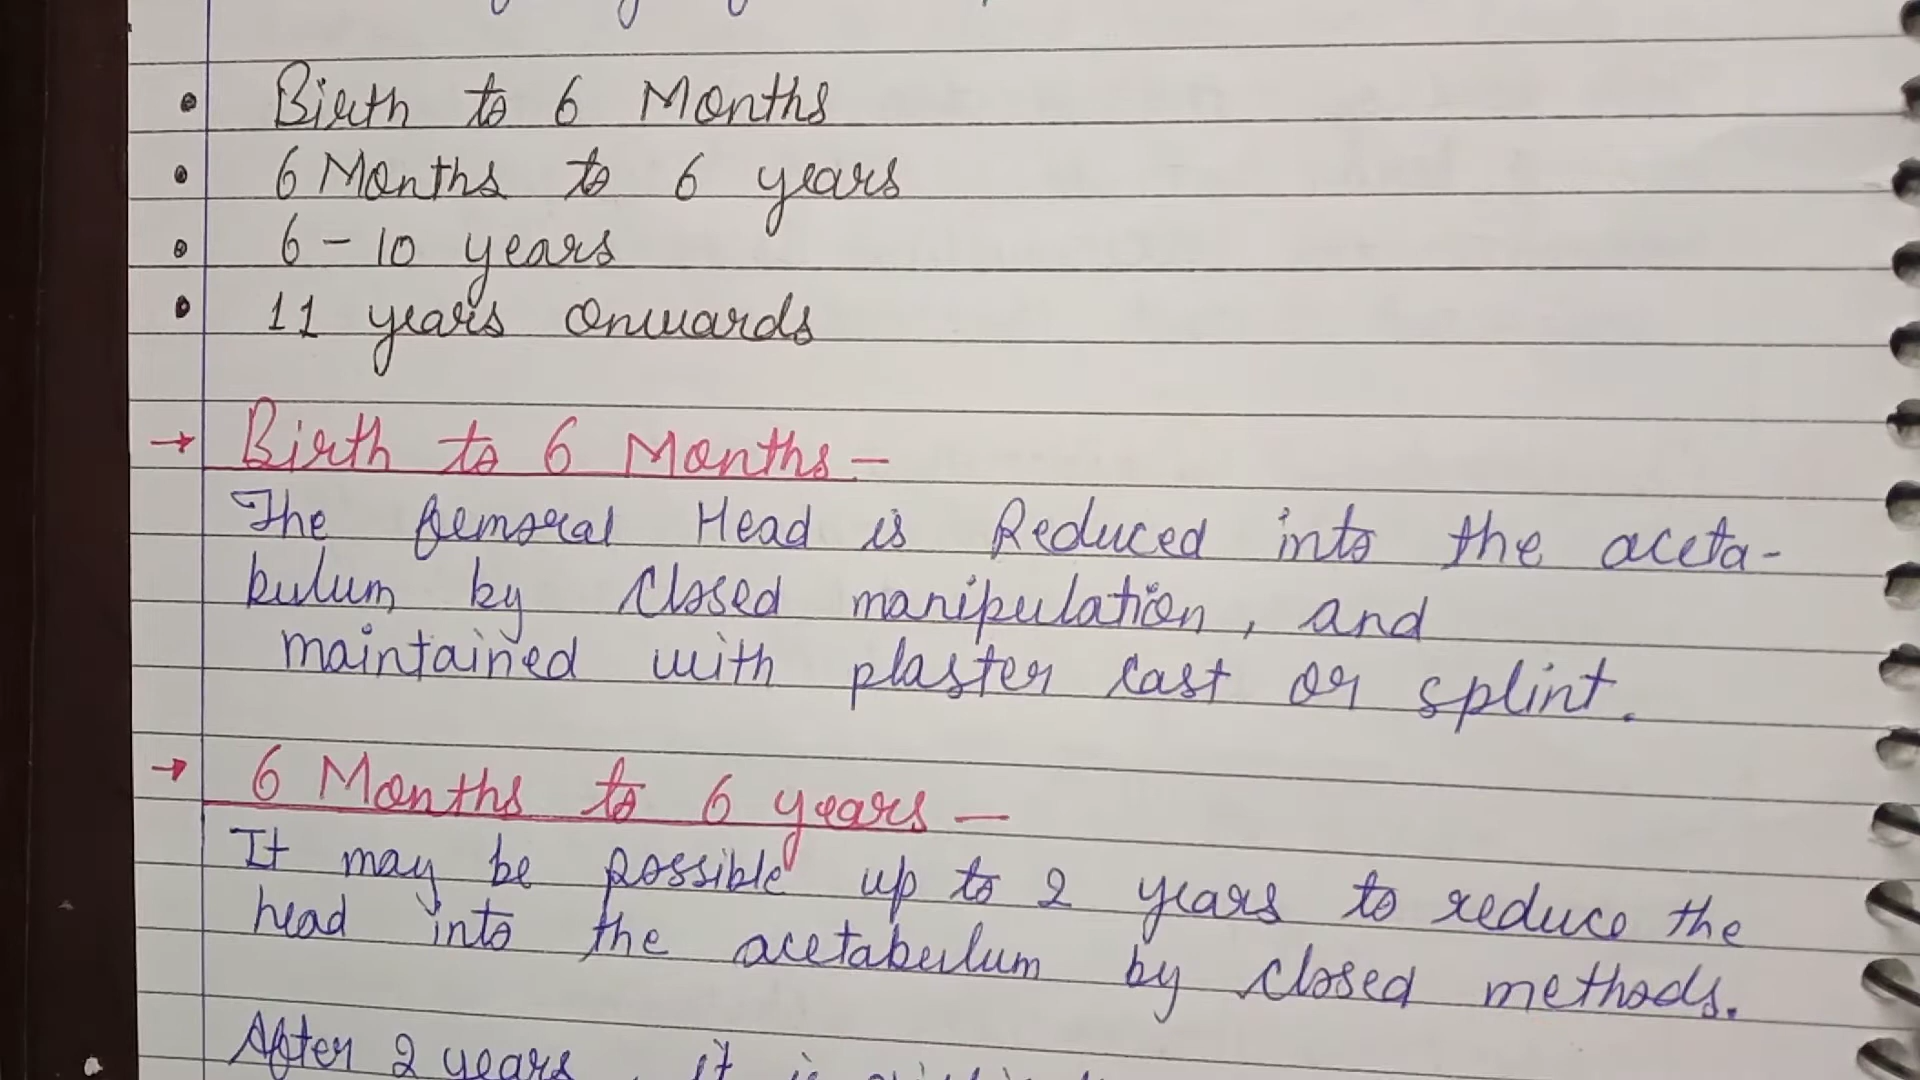 • Birth to 6 Months
• 6 Months to 6 years
• 6 - 10 years
• 11 years onwards
→ Birth to 6 Months -
The femoral Head is Reduced into the aceta-
bulum by Closed manipulation, and
maintained with plaster cast or splint.
→ 6 Months to 6 years -
It may be possible up to 2 years to reduce the
head into the acetabulum by closed methods.
After 2 years, it is